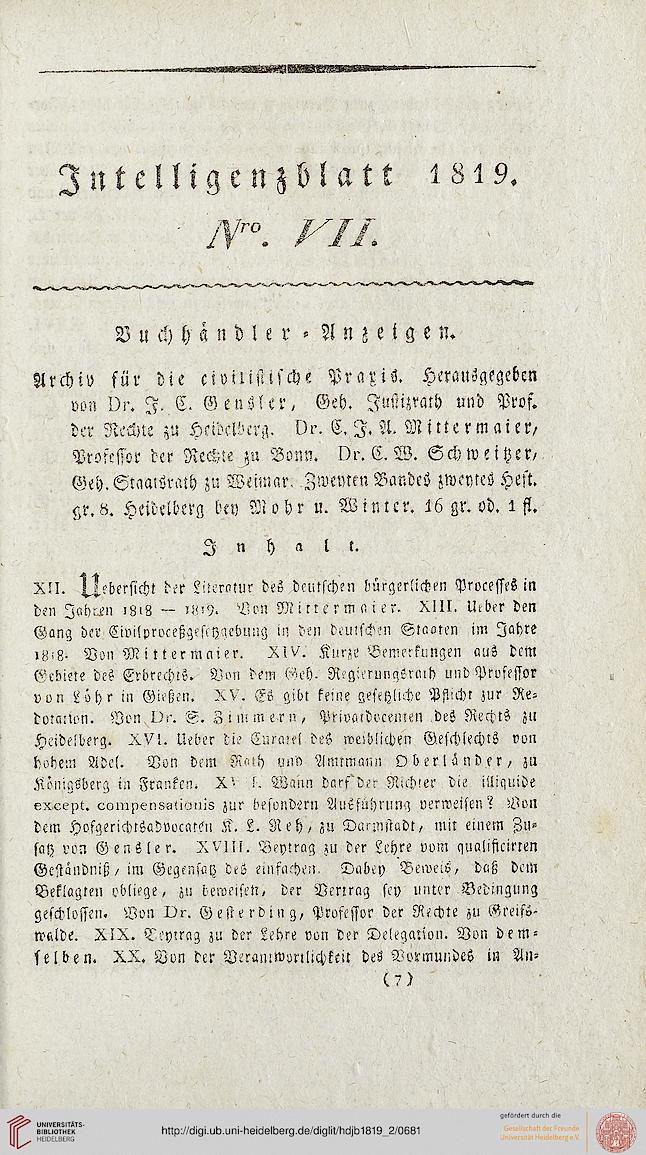 Intelligenzblatt 1819.
Nro. VII.
Buchhändler-Anzeigen.
Archiv für die civilistische Praxis. Herausgegeben
von Dr. J. C. Gensler, Geh. Justizrath und Prof.
der Rechte zu Heidelberg. Dr. C. J. A. Mittermaier,
Professor der Rechte zu Bonn. Dr. C. W. Schweitzer,
Geh. Staatsrath zu Weimar. Zweyten Bandes zweytes Heft.
gr. 8. Heidelberg bey Mohr u. Winter. 16 gr. od. 1 fl.
Inhalt.
XII. Uebersicht der Literatur des deutschen bürgerlichen Processes in
den Jahren 1818 — 1819. Von Mittermaier. XIII. Ueber den
Gang der Civilproceßgesetzgebung in den deutschen Staaten im Jahre
1818. Von Mittermaier. XIV. Kurze Bemerkungen aus dem
Gebiete des Erbrechts. Von dem Geh. Regierungsrath und Professor
von Löhr in Gießen. XV. Es gibt keine gesetzliche Pflicht zur Re-
dotation. Von Dr. S. Zimmern, Privatdocenten des Rechts zu
Heidelberg. XVI. Ueber die Curatel des weiblichen Geschlechts von
hohem Adel. Von dem Rath und Amtmann Oberländer, zu
Königsberg in Franken. XVII. Wann darf der Richter die illiquide
except. compensationis zur besondern Ausführung verweisen? Von
dem Hofgerichtsadvocaten K. L. Reh, zu Darmstadt, mit einem Zu-
satz von Gensler. XVIII. Beytrag zu der Lehre vom qualificirten
Geständniß, im Gegensatz des einfachen. Dabey Beweis, daß dem
Beklagten obliege, zu beweisen, der Vertrag sey unter Bedingung
geschlossen. Von Dr. Gesterding, Professor der Rechte zu Greifs-
walde. XIX. Beytrag zu der Lehre von der Delegation. Von dem-
selben. XX. Von der Verantwortlichkeit des Vormundes in An-
(7)
UNIVERSITÄTS-
BIBLIOTHEK
HEIDELBERG
http://digi.ub.uni-heidelberg.de/diglit/hdjb1819_2/0681
gefördert durch die
Gesellschaft der Freunde
Universität Heidelberg e.V.